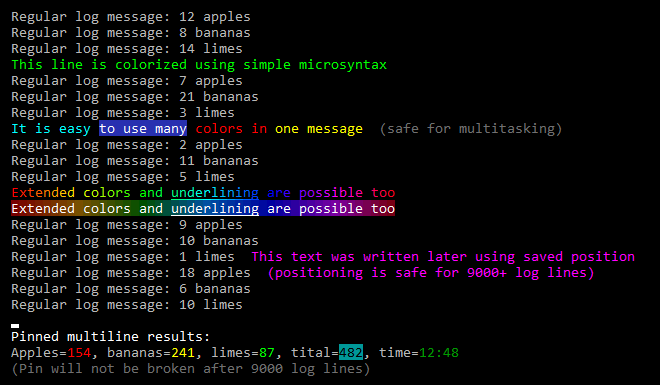 Regular log message: 12 apples
Regular log message: 8 bananas
Regular log message: 14 limes
This line is colorized using simple microsyntax
Regular log message: 7 apples
Regular log message: 21 bananas
Regular log message: 3 limes
It is easy to use many colors in one message  (safe for multitasking)
Regular log message: 2 apples
Regular log message: 11 bananas
Regular log message: 5 limes
Extended colors and underlining are possible too
Extended colors and underlining are possible too
Regular log message: 9 apples
Regular log message: 10 bananas
Regular log message: 1 limes  This text was written later using saved position
Regular log message: 18 apples  (positioning is safe for 9000+ log lines)
Regular log message: 6 bananas
Regular log message: 10 limes
Pinned multiline results:
Apples=154, bananas=241, limes=87, tital=482, time=12:48
(Pin will not be broken after 9000 log lines)